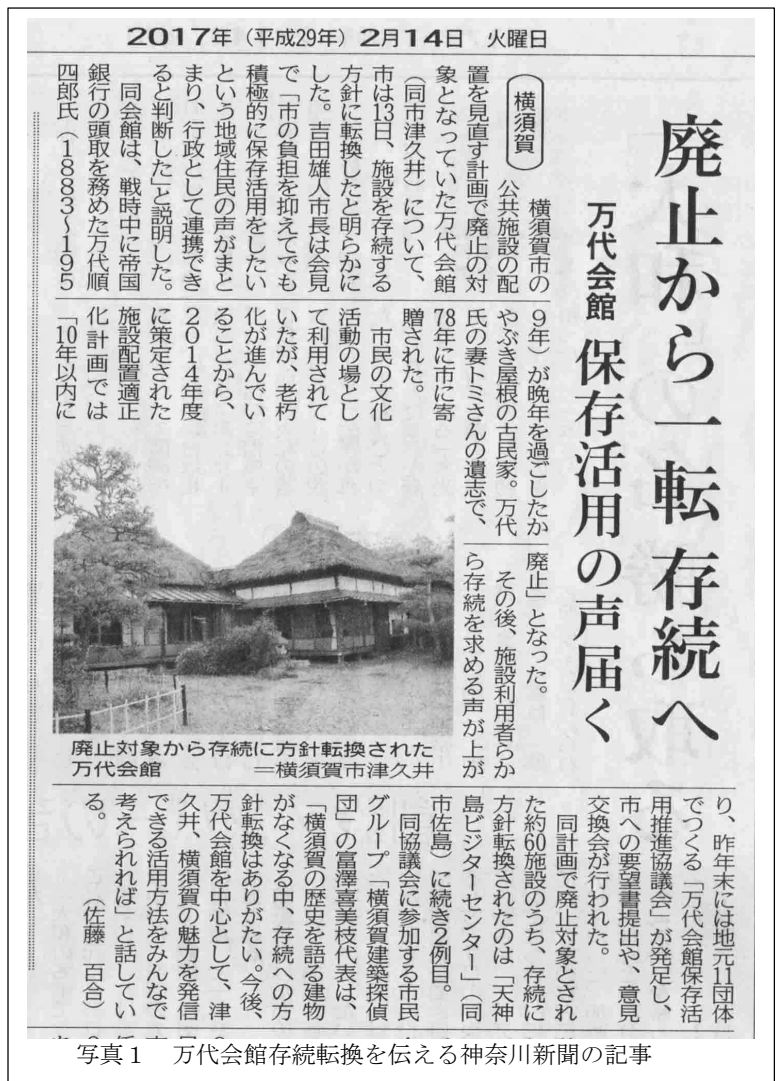 2017年（平成29年）2月14日　火曜日
廃止から一転 存続へ
万代会館 保存活用の声届く
横須賀
横須賀市の
公共施設の配
置を見直す計画で廃止の対
象となっていた万代会館
（同市津久井）について、
市は13日、施設を存続する
方針に転換したと明らかに
した。吉田雄人市長は会見
で「市の負担を抑えてでも
積極的に保存活用をしたい
という地域住民の声がまと
まり、行政として連携でき
ると判断した」と説明した。
同会館は、戦時中に帝国
銀行の頭取を務めた万代順
四郎氏（1883〜195
9年）が晩年を過ごしたか
やぶき屋根の古民家。万代
氏の妻トミさんの遺志で、
78年に市に寄
贈された。
市民の文化
活動の場とし
て利用されて
いたが、老朽
化が進んでい
ることから、
2014年度
に策定された
施設配置適正
化計画では
「10年以内に
廃止」となった。
その後、施設利用者らか
ら存続を求める声が上が
廃止対象から存続に方針転換された
万代会館　＝横須賀市津久井
り、昨年末には地元11団体
でつくる「万代会館保存活
用推進協議会」が発足し、
市への要望書提出や、意見
交換会が行われた。
同計画で廃止対象とされ
た約60施設のうち、存続に
方針転換されたのは「天神
島ビジターセンター」（同
市佐島）に続き2例目。
同協議会に参加する市民
グループ「横須賀建築探偵
団」の富澤喜美枝代表は、
「横須賀の歴史を語る建物
がなくなる中、存続への方
針転換はありがたい。今後、
万代会館を中心として、津
久井、横須賀の魅力を発信
できる活用方法をみんなで
考えられれば」と話してい
る。　（佐藤　百合）
写真1　万代会館存続転換を伝える神奈川新聞の記事